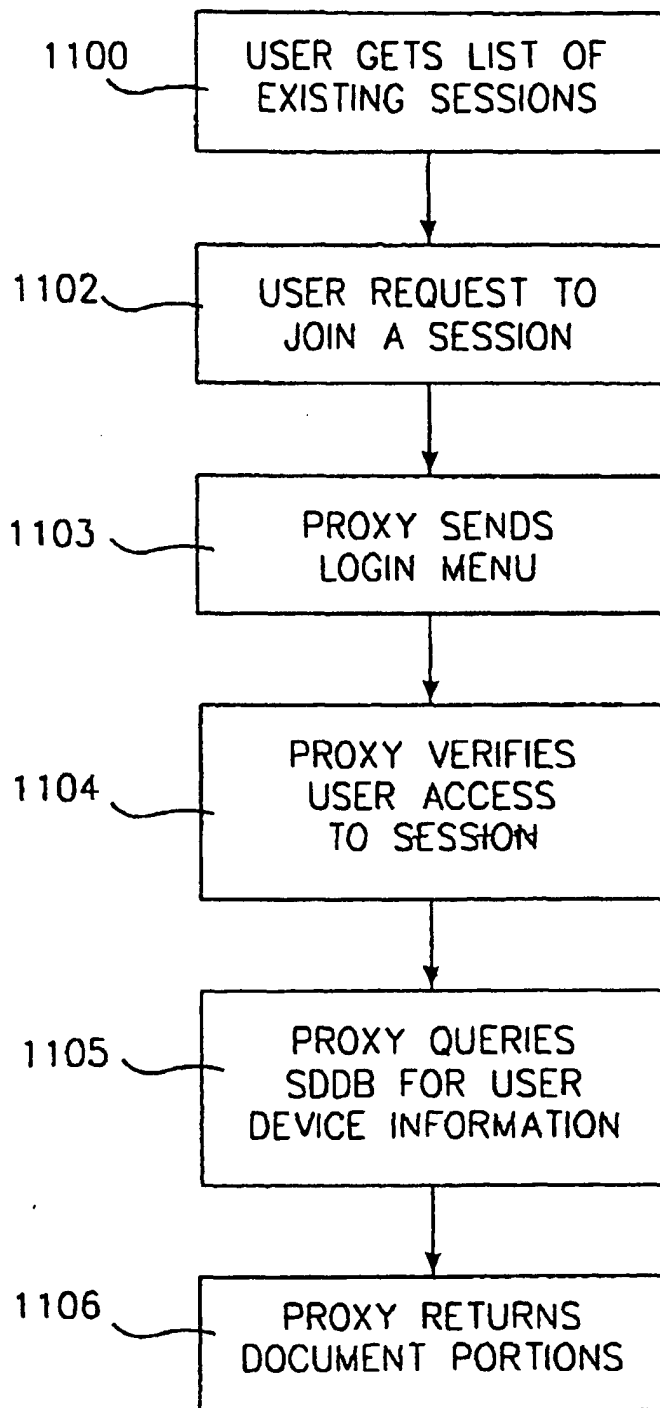 1100
USER GETS LIST OF
EXISTING SESSIONS
1102
USER REQUEST TO
JOIN A SESSION
1103
PROXY SENDS
LOGIN MENU
1104
PROXY VERIFIES
USER ACCESS
TO SESSION
1105
PROXY QUERIES
SDDB FOR USER
DEVICE INFORMATION
1106
PROXY RETURNS
DOCUMENT PORTIONS